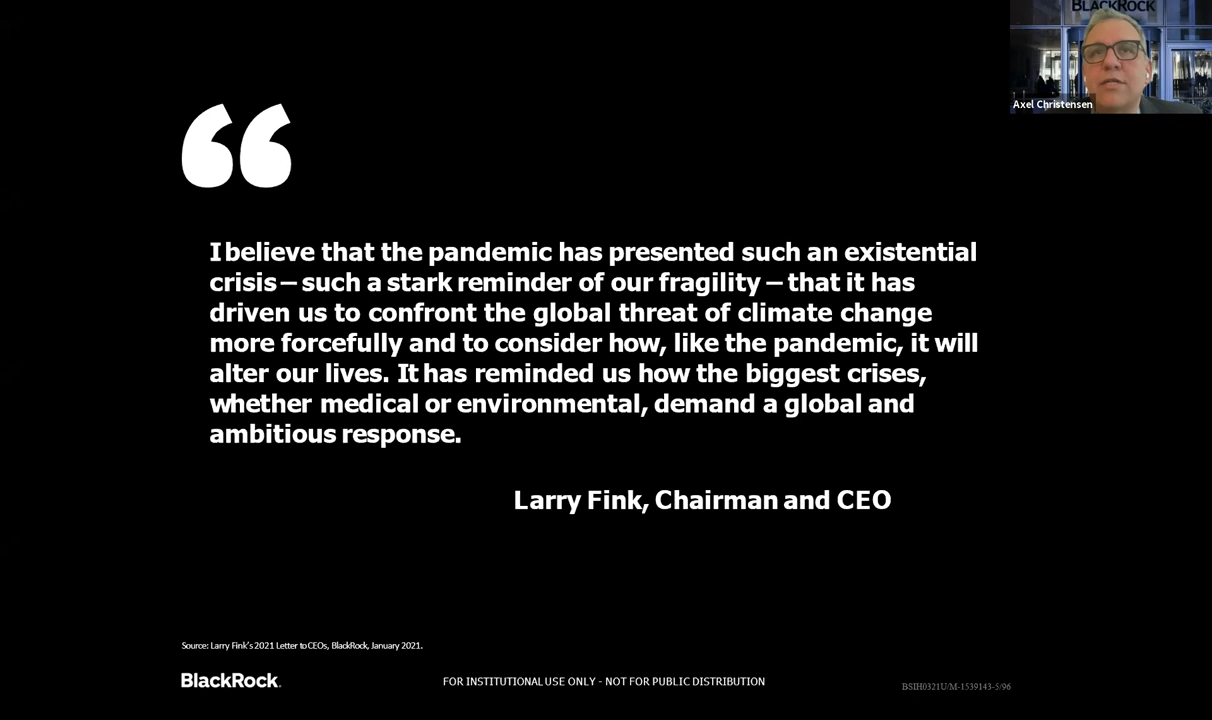 BLACKROCK
Axel Christensen
“
I believe that the pandemic has presented such an existential
crisis – such a stark reminder of our fragility – that it has
driven us to confront the global threat of climate change
more forcefully and to consider how, like the pandemic, it will
alter our lives. It has reminded us how the biggest crises,
whether medical or environmental, demand a global and
ambitious response.
Larry Fink, Chairman and CEO
Source: Larry Fink’s 2021 Letter to CEOs, BlackRock, January 2021.
BlackRock.
FOR INSTITUTIONAL USE ONLY - NOT FOR PUBLIC DISTRIBUTION
BSIH0321U/M-1539143-5/96